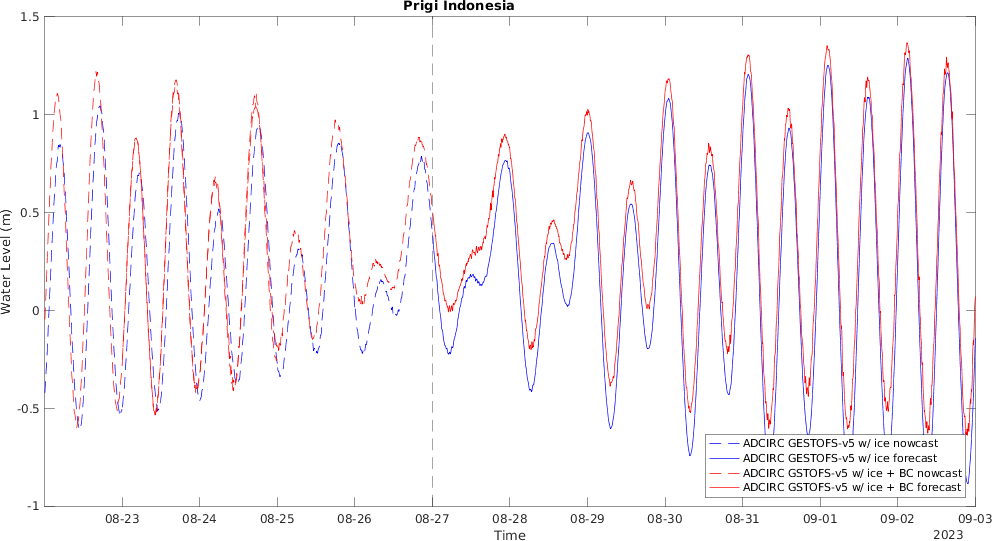 Prigi Indonesia
1.5
1
0.5
0
-0.5
-1
Water Level (m)
ADCIRC GESTOFS-v5 w/ ice nowcast
ADCIRC GESTOFS-v5 w/ ice forecast
ADCIRC GSTOFS-v5 w/ ice + BC nowcast
ADCIRC GSTOFS-v5 w/ ice + BC forecast
08-23 08-24 08-25 08-26 08-27 08-28 08-29 08-30 08-31 09-01 09-02 09-03
Time
2023